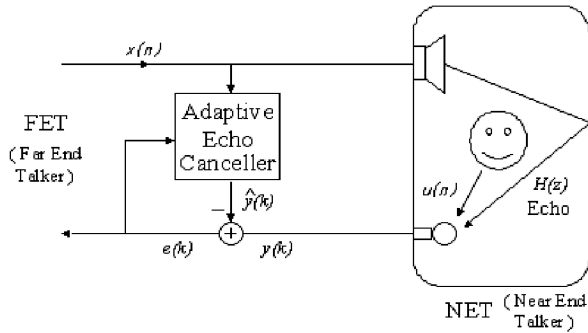 x(n)
FET
(Far End
Talker)
Adaptive
Echo
Canceller
− ŷ(k)
+
e(k)
y(k)
u(n)
H(z)
Echo
NET (Near End
Talker)